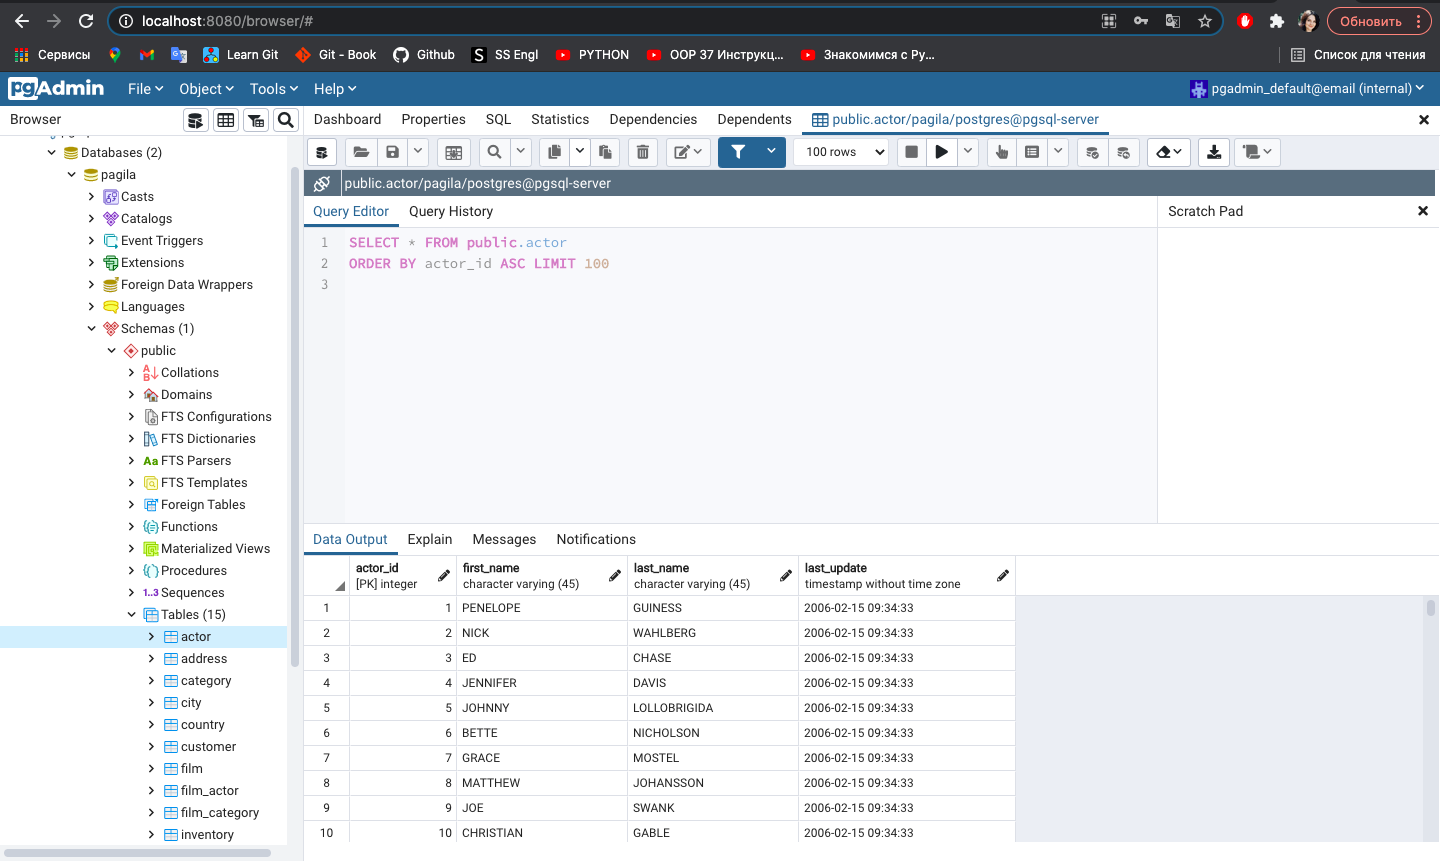 localhost:8080/browser/#
Обновить
Сервисы
Learn Git
Git - Book
Github
S SS Engl
PYTHON
OOP 37 Инструкц...
Знакомимся с Ру...
Список для чтения
pgAdmin
File
Object
Tools
Help
pgadmin_default@email (internal)
Browser
Dashboard
Properties
SQL
Statistics
Dependencies
Dependents
public.actor/pagila/postgres@pgsql-server
100 rows
public.actor/pagila/postgres@pgsql-server
Query Editor
Query History
Scratch Pad
1 SELECT * FROM public.actor
2 ORDER BY actor_id ASC LIMIT 100
3
Databases (2)
pagila
Casts
Catalogs
Event Triggers
Extensions
Foreign Data Wrappers
Languages
Schemas (1)
public
Collations
Domains
FTS Configurations
FTS Dictionaries
Aa FTS Parsers
FTS Templates
Foreign Tables
Functions
Materialized Views
Procedures
1..3 Sequences
Tables (15)
actor
address
category
city
country
customer
film
film_actor
film_category
inventory
Data Output
Explain
Messages
Notifications
actor_id
[PK] integer
first_name
character varying (45)
last_name
character varying (45)
last_update
timestamp without time zone
1 1 PENELOPE GUINESS 2006-02-15 09:34:33
2 2 NICK WAHLBERG 2006-02-15 09:34:33
3 3 ED CHASE 2006-02-15 09:34:33
4 4 JENNIFER DAVIS 2006-02-15 09:34:33
5 5 JOHNNY LOLLOBRIGIDA 2006-02-15 09:34:33
6 6 BETTE NICHOLSON 2006-02-15 09:34:33
7 7 GRACE MOSTEL 2006-02-15 09:34:33
8 8 MATTHEW JOHANSSON 2006-02-15 09:34:33
9 9 JOE SWANK 2006-02-15 09:34:33
10 10 CHRISTIAN GABLE 2006-02-15 09:34:33